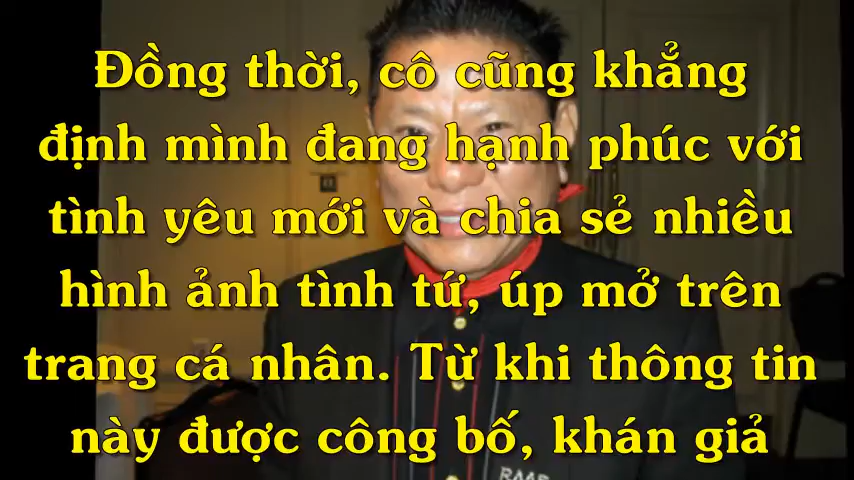 Đồng thời, cô cũng khẳng
định mình đang hạnh phúc với
tình yêu mới và chia sẻ nhiều
hình ảnh tình tứ, úp mở trên
trang cá nhân. Từ khi thông tin
này được công bố, khán giả